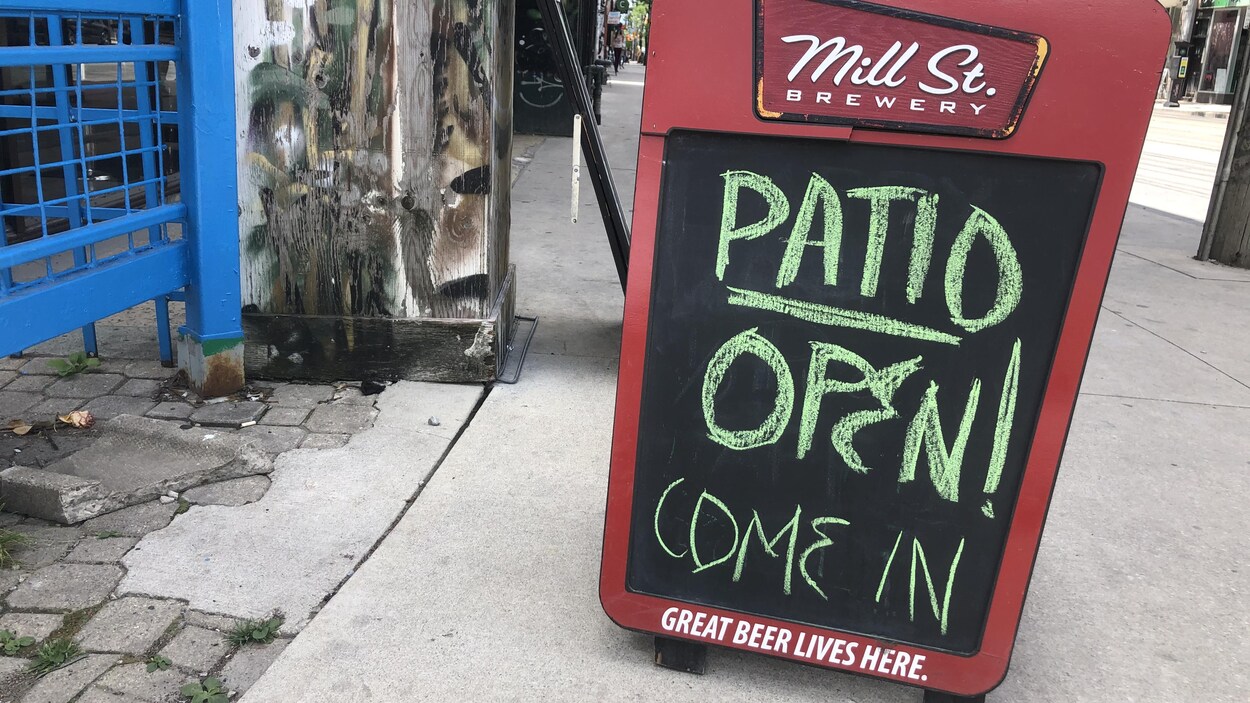 Mill St.
BREWERY
PATIO
OPEN!
COME IN
GREAT BEER LIVES HERE.